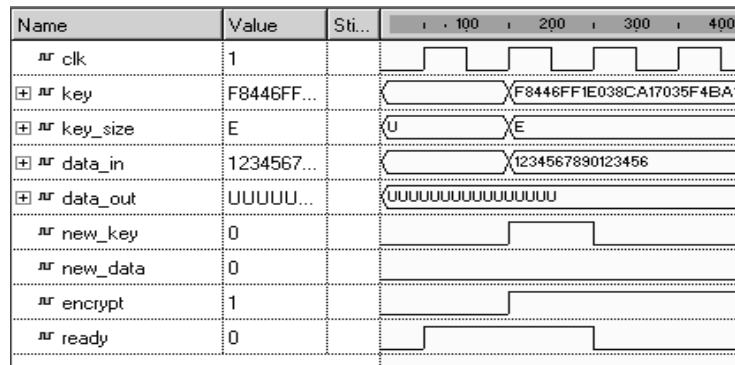 Name Value Sti... 100 200 300 400
clk 1
key F8446FF... F8446FF1E038CA17035F4BA
key_size E U E
data_in 1234567... 1234567890123456
data_out UUUUU... UUUUUUUUUUUUUUUU
new_key 0
new_data 0
encrypt 1
ready 0